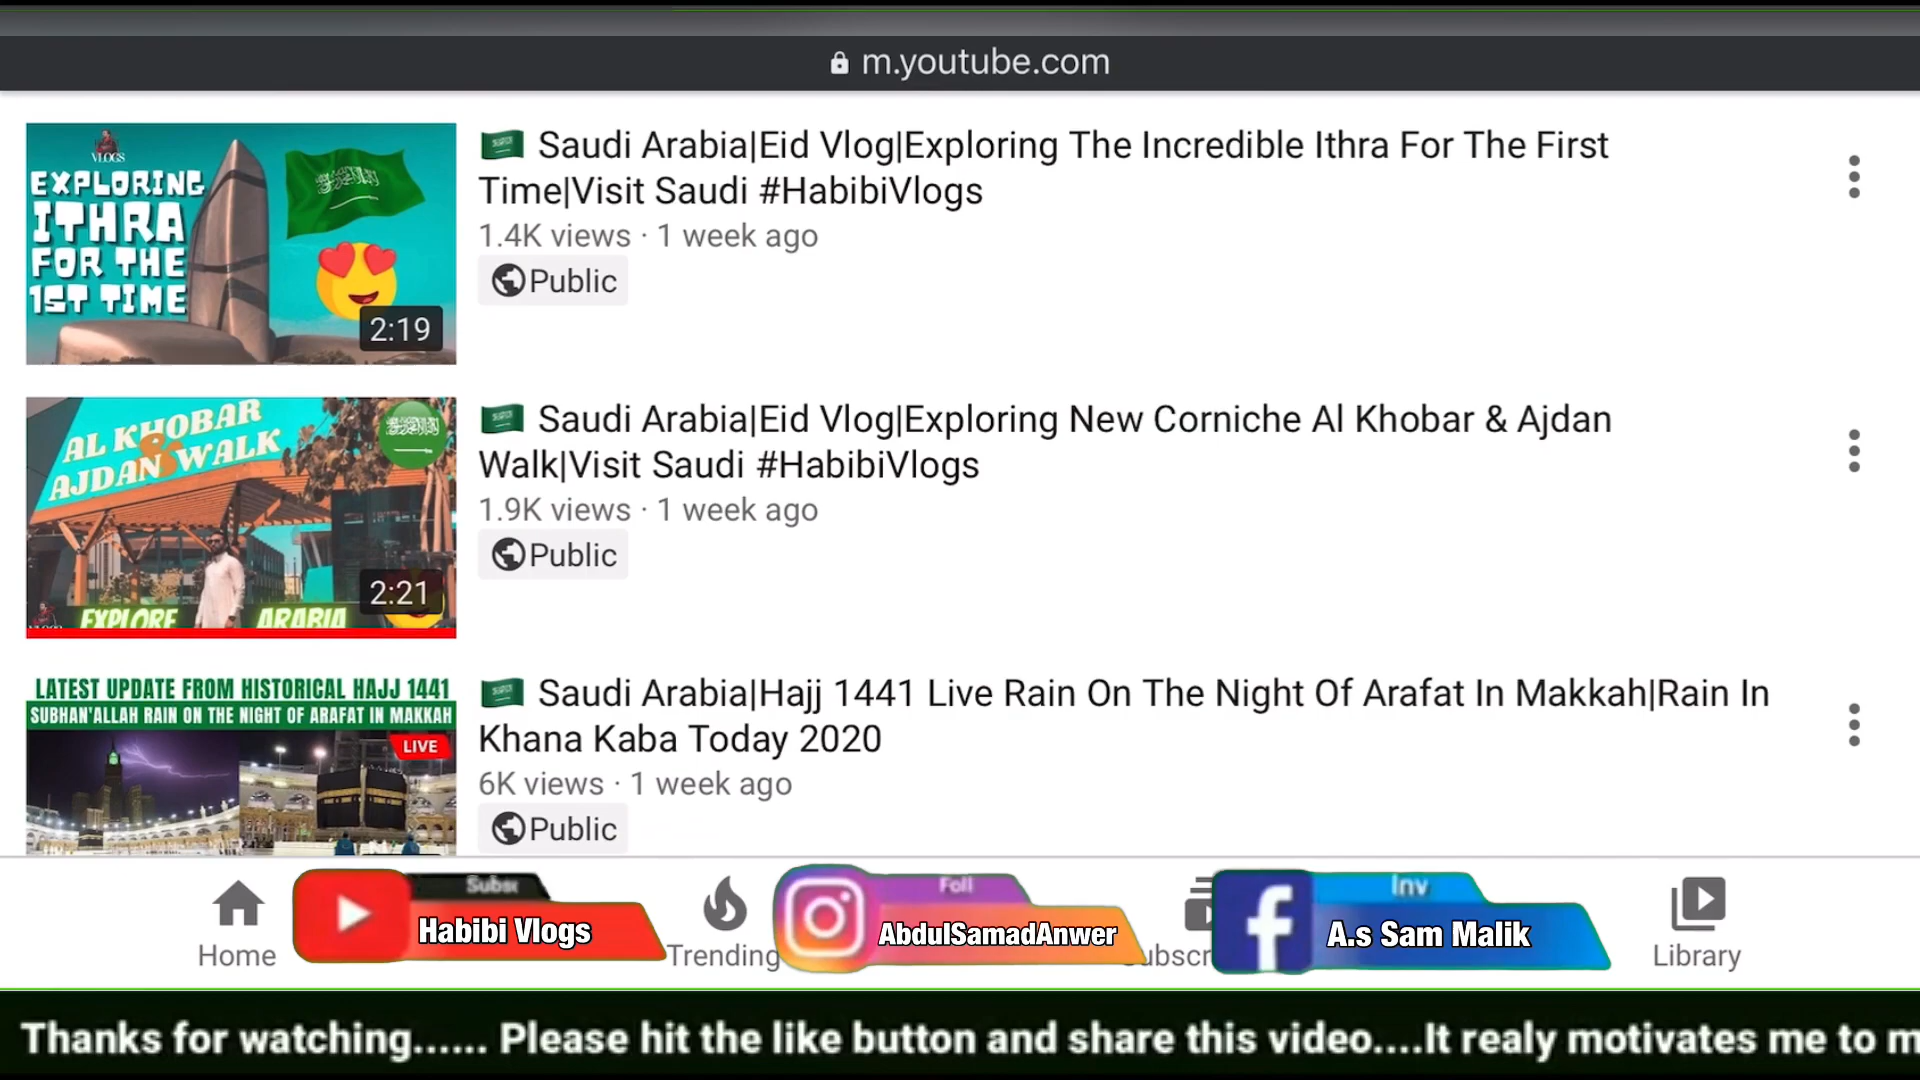 m.youtube.com
VLOGS
EXPLORING
ITHRA
FOR THE
1ST TIME
2:19
Saudi Arabia|Eid Vlog|Exploring The Incredible Ithra For The First
Time|Visit Saudi #HabibiVlogs
1.4K views · 1 week ago
Public
AL KHOBAR
&
AJDAN WALK
EXPLORE ARABIA
2:21
Saudi Arabia|Eid Vlog|Exploring New Corniche Al Khobar & Ajdan
Walk|Visit Saudi #HabibiVlogs
1.9K views · 1 week ago
Public
LATEST UPDATE FROM HISTORICAL HAJJ 1441
SUBHAN'ALLAH RAIN ON THE NIGHT OF ARAFAT IN MAKKAH
LIVE
Saudi Arabia|Hajj 1441 Live Rain On The Night Of Arafat In Makkah|Rain In
Khana Kaba Today 2020
6K views · 1 week ago
Public
Home
Subsc
Habibi Vlogs
Trending
Foll
AbdulSamadAnwer
ubscr
Inv
A.s Sam Malik
Library
Thanks for watching...... Please hit the like button and share this video....It realy motivates me to m